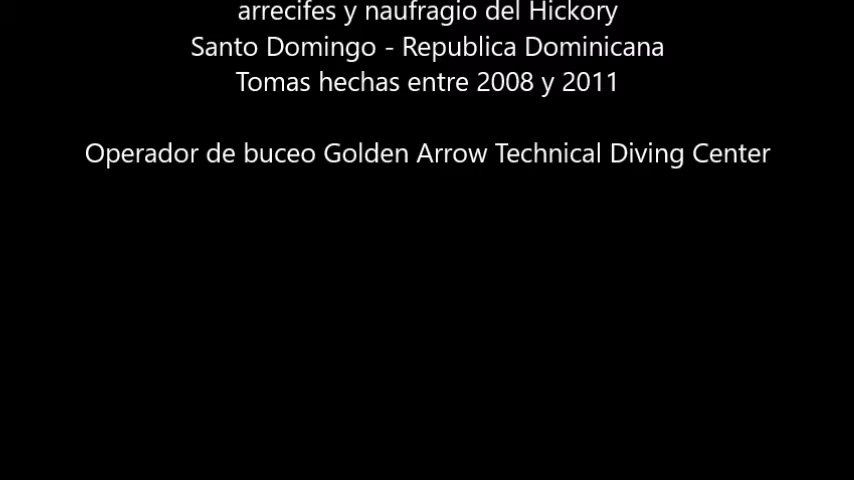 arrecifes y naufragio del Hickory
Santo Domingo - Republica Dominicana
Tomas hechas entre 2008 y 2011
Operador de buceo Golden Arrow Technical Diving Center